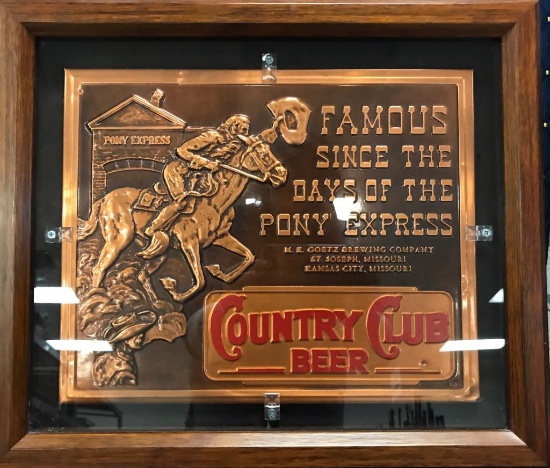 PONY EXPRESS
FAMOUS
SINCE THE
DAYS OF THE
PONY EXPRESS
M. K. GOETZ BREWING COMPANY
ST. JOSEPH, MISSOURI
KANSAS CITY, MISSOURI
COUNTRY CLUB
BEER